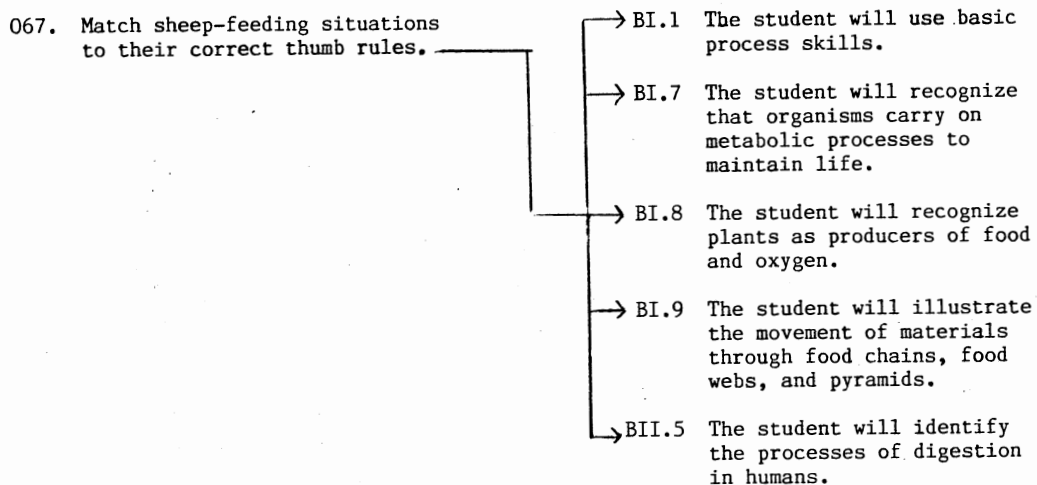 067. Match sheep-feeding situations
to their correct thumb rules.
BI.1 The student will use basic
process skills.
BI.7 The student will recognize
that organisms carry on
metabolic processes to
maintain life.
BI.8 The student will recognize
plants as producers of food
and oxygen.
BI.9 The student will illustrate
the movement of materials
through food chains, food
webs, and pyramids.
BII.5 The student will identify
the processes of digestion
in humans.